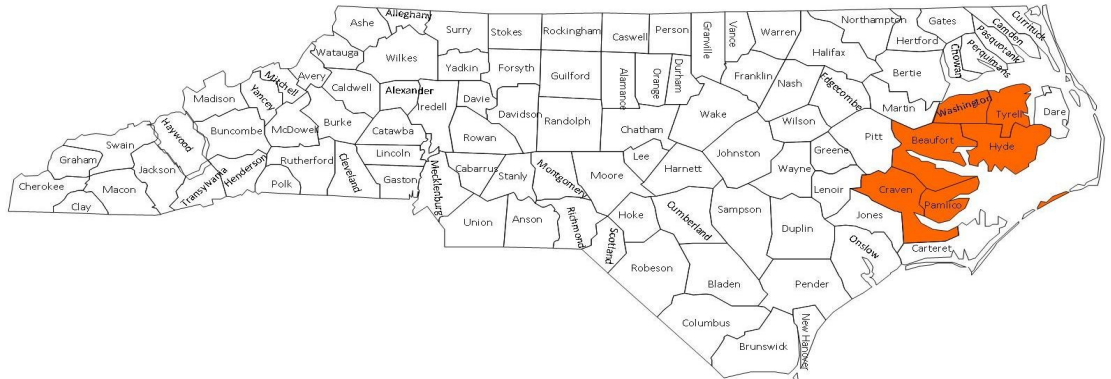 Ashe
Alleghany
Surry
Stokes
Rockingham
Caswell
Person
Granville
Vance
Warren
Northampton
Gates
Currituck
Camden
Pasquotank
Perquimans
Chowan
Hertford
Halifax
Bertie
Watauga
Wilkes
Yadkin
Forsyth
Guilford
Alamance
Orange
Durham
Franklin
Nash
Edgecombe
Martin
Washington
Tyrell
Dare
Mitchell
Avery
Yancey
Caldwell
Alexander
Iredell
Davie
Davidson
Randolph
Chatham
Wake
Wilson
Pitt
Beaufort
Hyde
Madison
Buncombe
McDowell
Burke
Catawba
Rowan
Lee
Harnett
Johnston
Wayne
Greene
Lenoir
Craven
Pamlico
Haywood
Swain
Graham
Cherokee
Clay
Macon
Jackson
Transylvania
Henderson
Polk
Rutherford
Cleveland
Lincoln
Gaston
Mecklenburg
Cabarrus
Stanly
Montgomery
Moore
Union
Anson
Richmond
Scotland
Hoke
Cumberland
Sampson
Duplin
Jones
Onslow
Carteret
Robeson
Bladen
Pender
Columbus
Brunswick
New Hanover